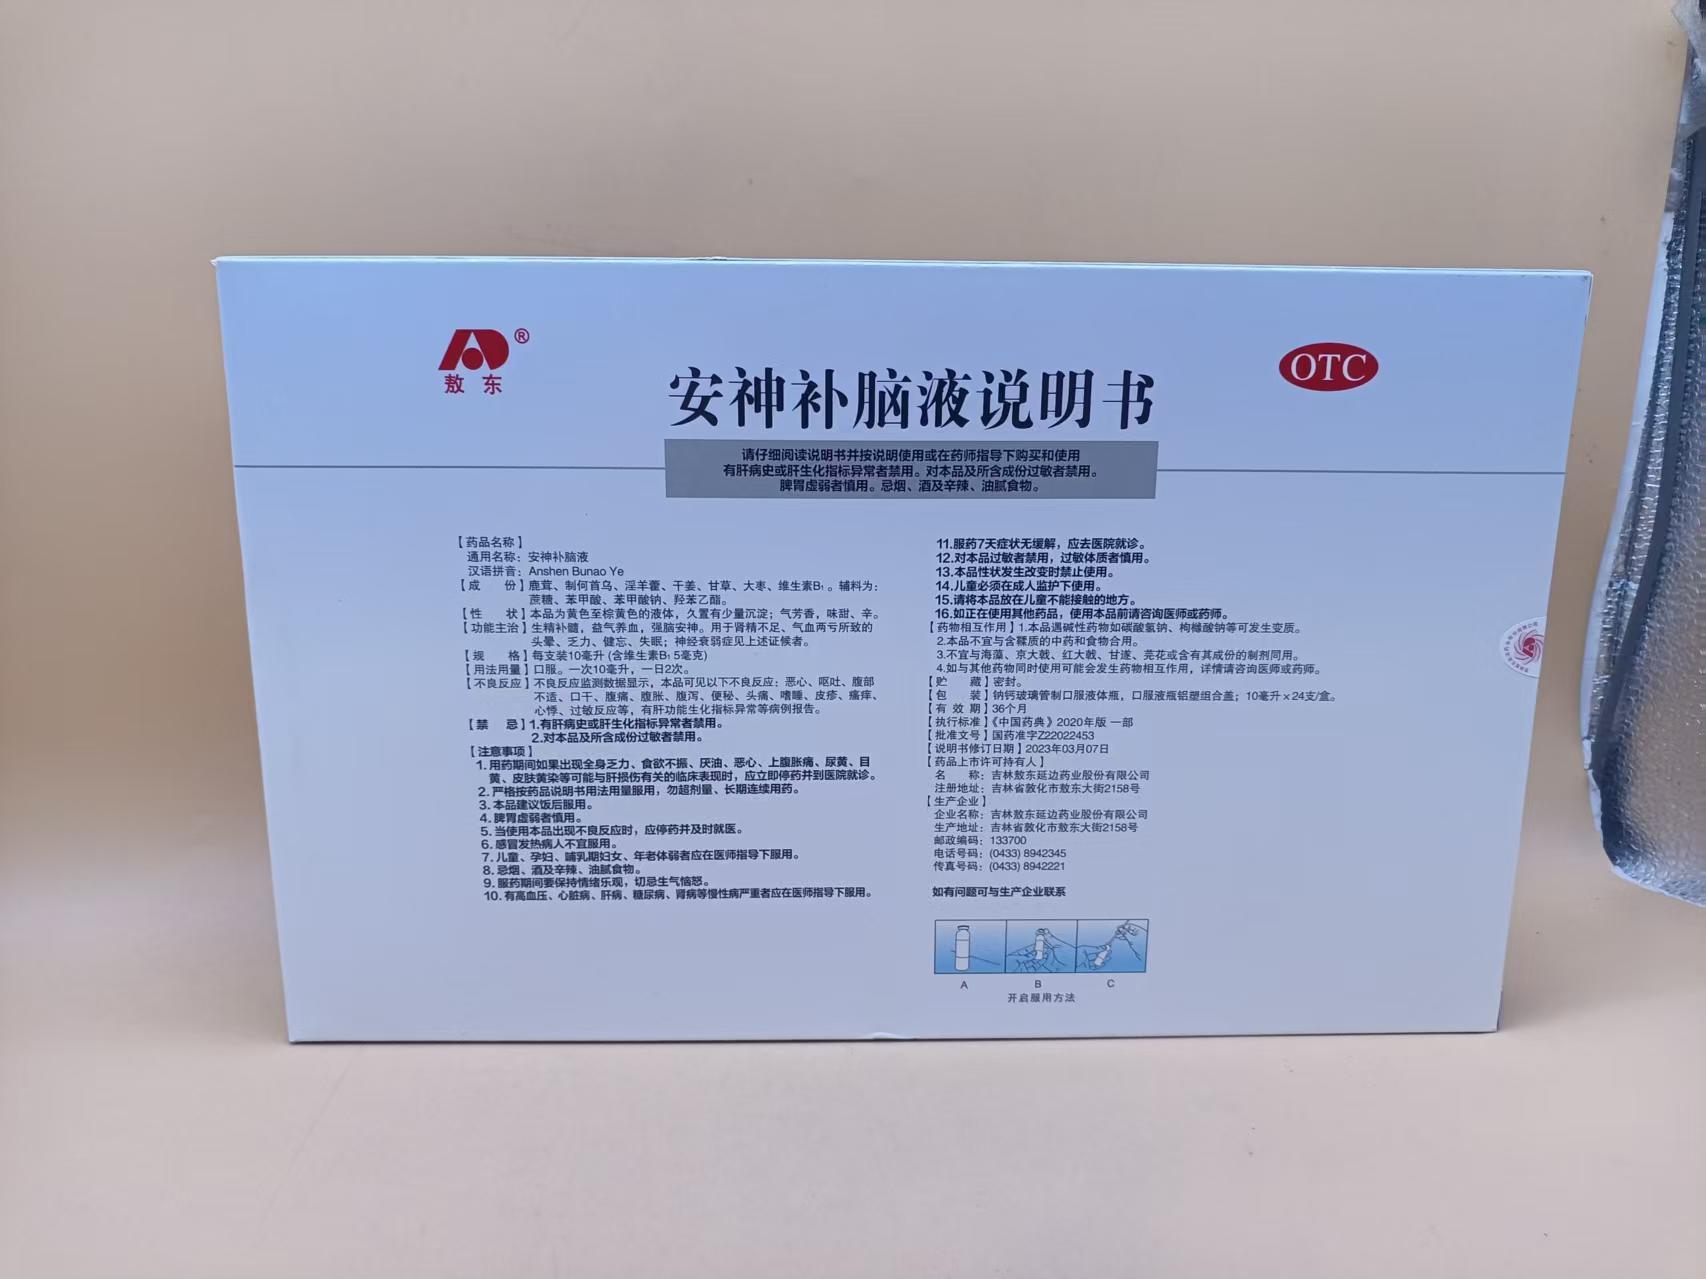 敖东
®
OTC
安神补脑液说明书
请仔细阅读说明书并按说明使用或在药师指导下购买和使用
有肝病史或肝生化指标异常者禁用。对本品及所含成份过敏者禁用。
脾胃虚弱者慎用。忌烟、酒及辛辣、油腻食物。
【药品名称】
通用名称：安神补脑液
汉语拼音：Anshen Bunao Ye
【成 份】鹿茸、制何首乌、淫羊藿、干姜、甘草、大枣、维生素B₁。辅料为：
蔗糖、苯甲酸、苯甲酸钠、羟苯乙酯。
【性 状】本品为黄色至棕黄色的液体，久置有少量沉淀；气芳香，味甜、辛。
【功能主治】生精补髓，益气养血，强脑安神。用于肾精不足、气血两亏所致的
头晕、乏力、健忘、失眠；神经衰弱症见上述证候者。
【规 格】每支装10毫升 (含维生素B₁ 5毫克)
【用法用量】口服。一次10毫升，一日2次。
【不良反应】不良反应监测数据显示，本品可见以下不良反应：恶心、呕吐、腹部
不适、口干、腹痛、腹胀、腹泻、便秘、头痛、嗜睡、皮疹、瘙痒、
心悸、过敏反应等，有肝功能生化指标异常等病例报告。
【禁 忌】1.有肝病史或肝生化指标异常者禁用。
2.对本品及所含成份过敏者禁用。
【注意事项】
1. 用药期间如果出现全身乏力、食欲不振、厌油、恶心、上腹胀痛、尿黄、目
黄、皮肤黄染等可能与肝损伤有关的临床表现时，应立即停药并到医院就诊。
2. 严格按药品说明书用法用量服用，勿超剂量、长期连续用药。
3. 本品建议饭后服用。
4. 脾胃虚弱者慎用。
5. 当使用本品出现不良反应时，应停药并及时就医。
6. 感冒发热病人不宜服用。
7. 儿童、孕妇、哺乳期妇女、年老体弱者应在医师指导下服用。
8. 忌烟、酒及辛辣、油腻食物。
9. 服药期间要保持情绪乐观，切忌生气恼怒。
10. 有高血压、心脏病、肝病、糖尿病、肾病等慢性病严重者应在医师指导下服用。
11.服药7天症状无缓解，应去医院就诊。
12.对本品过敏者禁用，过敏体质者慎用。
13.本品性状发生改变时禁止使用。
14.儿童必须在成人监护下使用。
15.请将本品放在儿童不能接触的地方。
16.如正在使用其他药品，使用本品前请咨询医师或药师。
【药物相互作用】1.本品遇碱性药物如碳酸氢钠、枸橼酸钠等可发生变质。
2.本品不宜与含鞣质的中药和食物合用。
3.不宜与海藻、京大戟、红大戟、甘遂、芫花或含有其成份的制剂同用。
4.如与其他药物同时使用可能会发生药物相互作用，详情请咨询医师或药师。
【贮 藏】密封。
【包 装】钠钙玻璃管制口服液体瓶，口服液瓶铝塑组合盖；10毫升×24支/盒。
【有 效 期】36个月
【执行标准】《中国药典》2020年版 一部
【批准文号】国药准字Z22022453
【说明书修订日期】2023年03月07日
【药品上市许可持有人】
名 称：吉林敖东延边药业股份有限公司
注册地址：吉林省敦化市敖东大街2158号
【生产企业】
企业名称：吉林敖东延边药业股份有限公司
生产地址：吉林省敦化市敖东大街2158号
邮政编码：133700
电话号码：(0433) 8942345
传真号码：(0433) 8942221
如有问题可与生产企业联系
A B C
开启服用方法